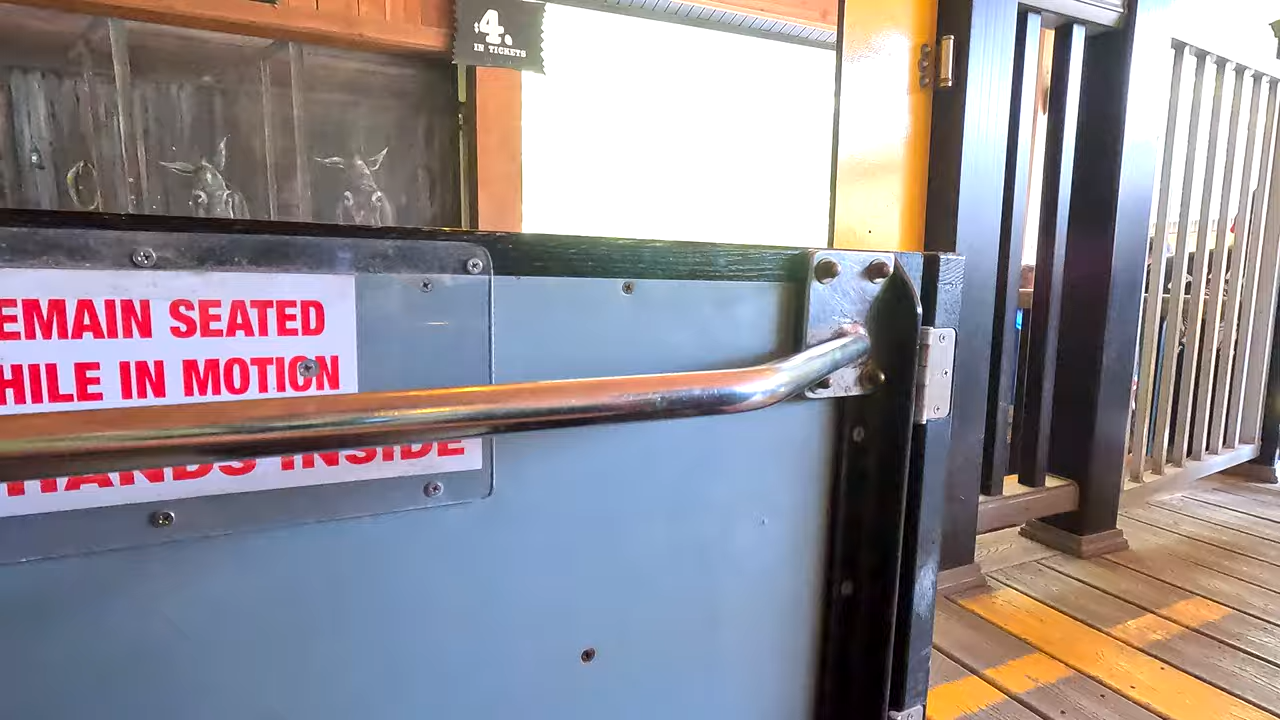 $4.
IN TICKETS
EMAIN SEATED
HILE IN MOTION
HANDS INSIDE